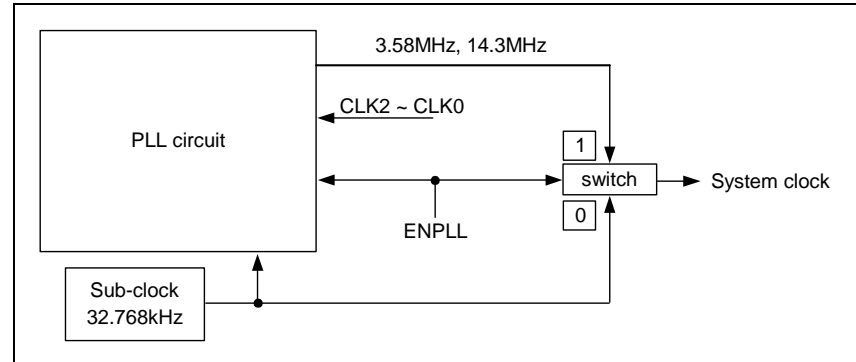 3.58MHz, 14.3MHz
CLK2 ~ CLK0
PLL circuit
1
switch
System clock
0
ENPLL
Sub-clock
32.768kHz